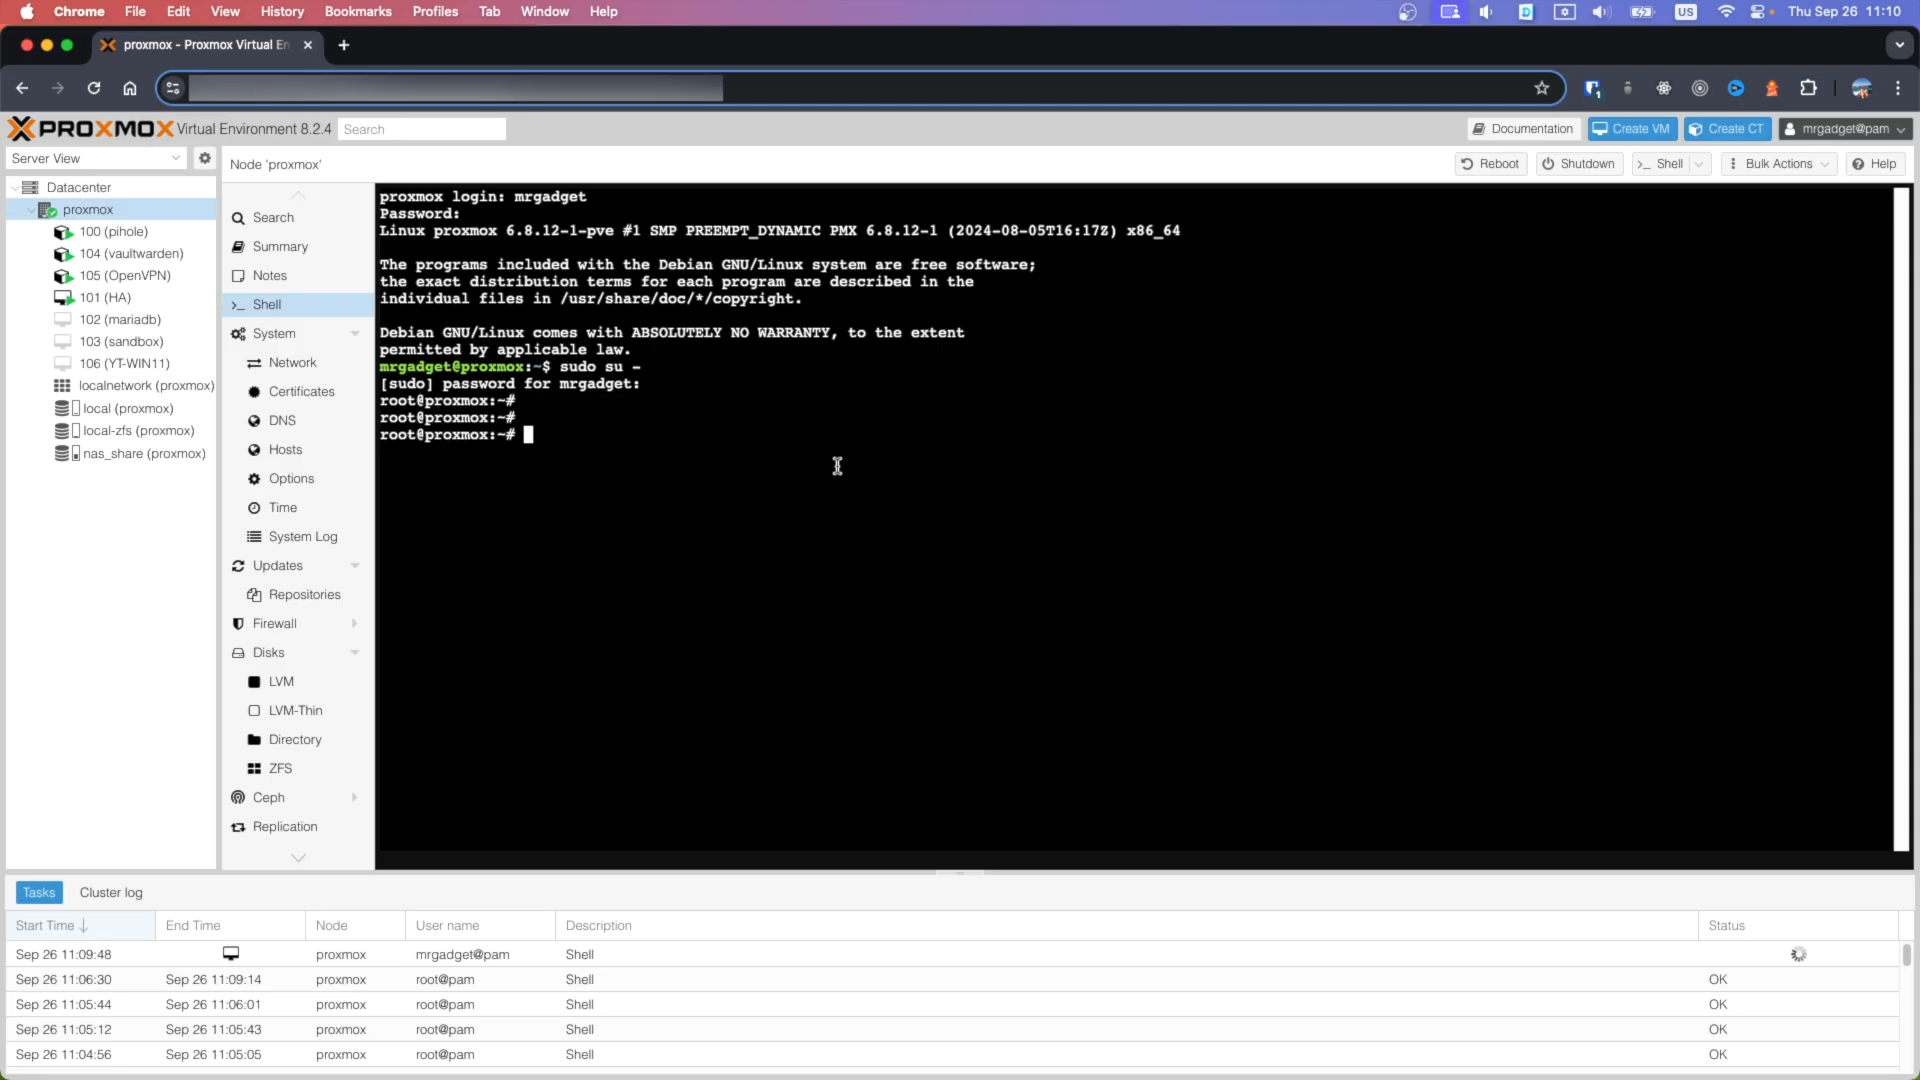 Chrome File Edit View History Bookmarks Profiles Tab Window Help US Thu Sep 26 11:10
proxmox - Proxmox Virtual En
PROXMOX Virtual Environment 8.2.4 Search Documentation Create VM Create CT mrgadget@pam
Server View
Node 'proxmox' Reboot Shutdown >_ Shell Bulk Actions Help
Datacenter
proxmox
100 (pihole)
104 (vaultwarden)
105 (OpenVPN)
101 (HA)
102 (mariadb)
103 (sandbox)
106 (YT-WIN11)
localnetwork (proxmox)
local (proxmox)
local-zfs (proxmox)
nas_share (proxmox)
Search
Summary
Notes
>_ Shell
System
Network
Certificates
DNS
Hosts
Options
Time
System Log
Updates
Repositories
Firewall
Disks
LVM
LVM-Thin
Directory
ZFS
Ceph
Replication
proxmox login: mrgadget
Password:
Linux proxmox 6.8.12-1-pve #1 SMP PREEMPT_DYNAMIC PMX 6.8.12-1 (2024-08-05T16:17Z) x86_64
The programs included with the Debian GNU/Linux system are free software;
the exact distribution terms for each program are described in the
individual files in /usr/share/doc/*/copyright.
Debian GNU/Linux comes with ABSOLUTELY NO WARRANTY, to the extent
permitted by applicable law.
mrgadget@proxmox:~$ sudo su -
[sudo] password for mrgadget:
root@proxmox:~#
root@proxmox:~#
root@proxmox:~#
Tasks Cluster log
Start Time End Time Node User name Description Status
Sep 26 11:09:48 proxmox mrgadget@pam Shell
Sep 26 11:06:30 Sep 26 11:09:14 proxmox root@pam Shell OK
Sep 26 11:05:44 Sep 26 11:06:01 proxmox root@pam Shell OK
Sep 26 11:05:12 Sep 26 11:05:43 proxmox root@pam Shell OK
Sep 26 11:04:56 Sep 26 11:05:05 proxmox root@pam Shell OK